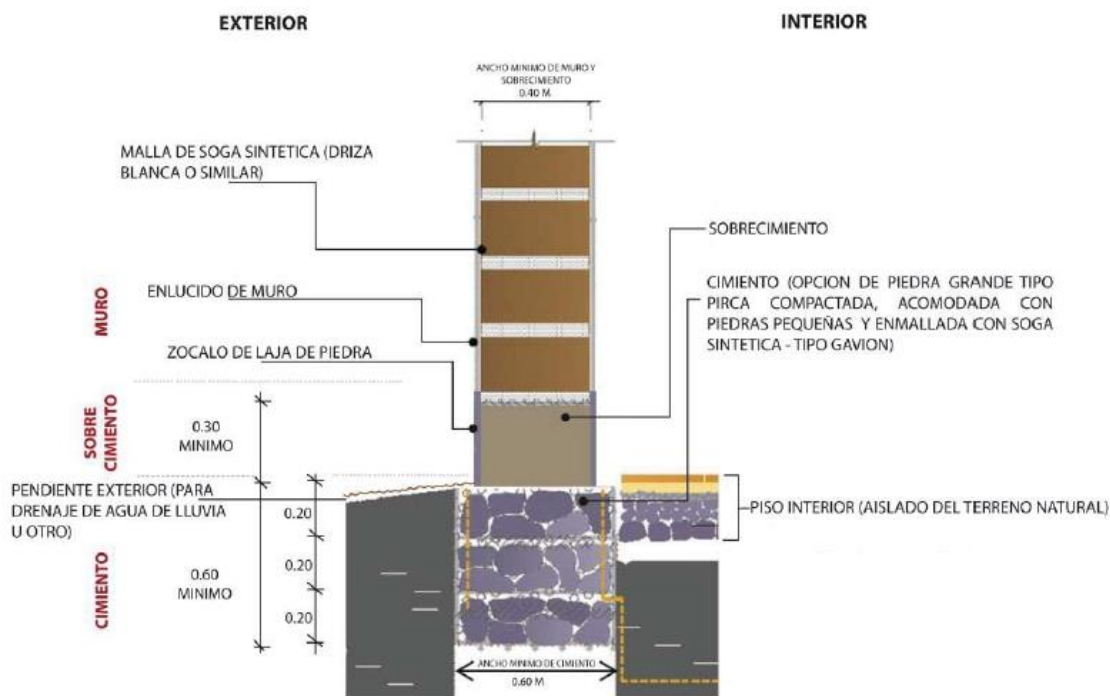 EXTERIOR
INTERIOR
ANCHO MINIMO DE MURO Y
SOBRECIMIENTO
0.40 M
MALLA DE SOGA SINTETICA (DRIZA
BLANCA O SIMILAR)
SOBRECIMIENTO
CIMIENTO (OPCION DE PIEDRA GRANDE TIPO
PIRCA COMPACTADA, ACOMODADA CON
PIEDRAS PEQUEÑAS Y ENMALLADA CON SOGA
SINTETICA - TIPO GAVION)
MURO
ENLUCIDO DE MURO
ZOCALO DE LAJA DE PIEDRA
SOBRE
CIMIENTO
0.30
MINIMO
PENDIENTE EXTERIOR (PARA
DRENAJE DE AGUA DE LLUVIA
U OTRO)
0.20
PISO INTERIOR (AISLADO DEL TERRENO NATURAL)
CIMIENTO
0.60
MINIMO
0.20
0.20
ANCHO MINIMO DE CIMIENTO
0.60 M